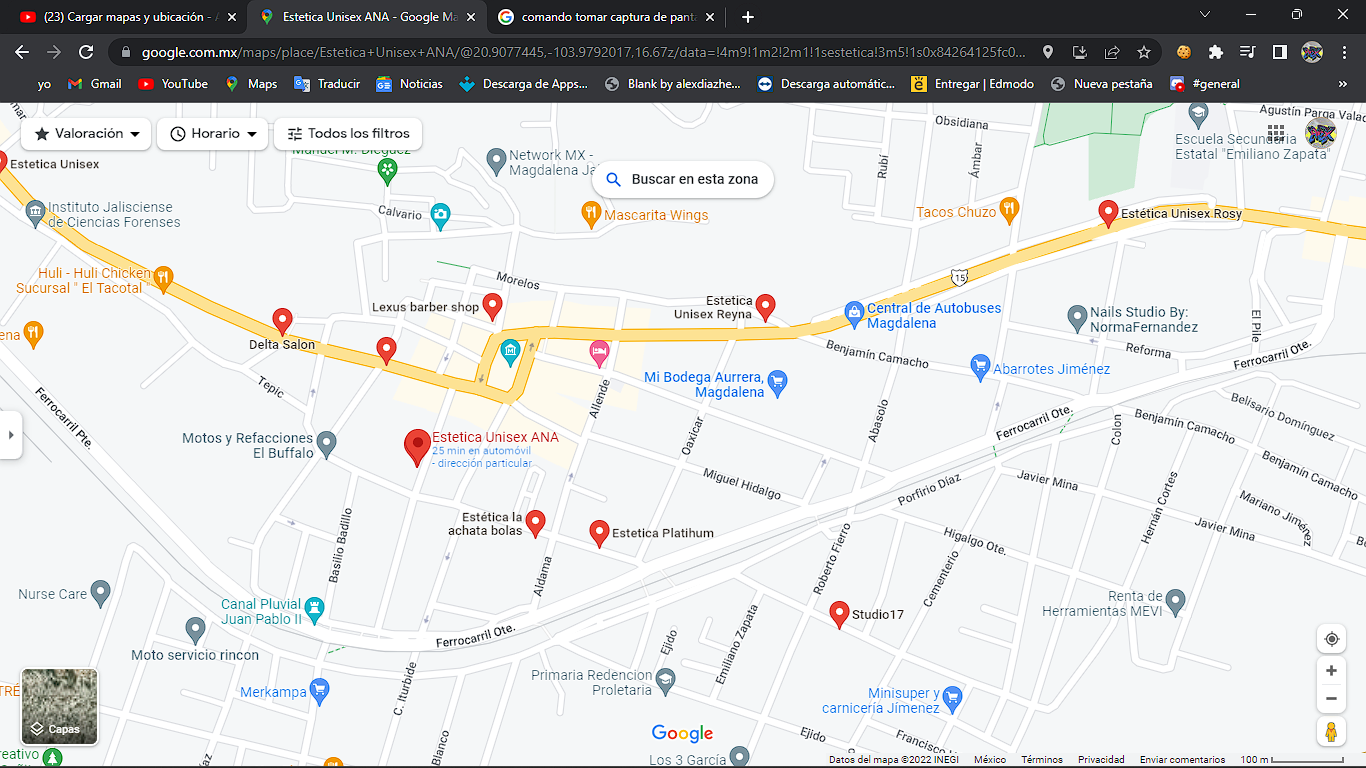 (23) Cargar mapas y ubicación - A
Estetica Unisex ANA - Google Ma
comando tomar captura de panta
google.com.mx/maps/place/Estetica+Unisex+ANA/@20.9077445,-103.9792017,16.67z/data=!4m9!1m2!2m1!1sestetica!3m5!1s0x84264125fc0...
yo
Gmail
YouTube
Maps
Traducir
Noticias
Descarga de Apps...
Blank by alexdiazhe...
Descarga automátic...
Entregar | Edmodo
Nueva pestaña
#general
»
Valoración
Horario
Todos los filtros
Manuel M. Dieguez
Obsidiana
Agustín Parga Valad
Escuela Secundaria
Estatal "Emiliano Zapata"
Estetica Unisex
Network MX -
Magdalena Ja
Buscar en esta zona
Rubí
Ámbar
Instituto Jalisciense
de Ciencias Forenses
Calvario
Mascarita Wings
Tacos Chuzo
Estética Unisex Rosy
Huli - Huli Chicken
Sucursal " El Tacotal "
Morelos
15
Lexus barber shop
Estetica
Unisex Reyna
Central de Autobuses
Magdalena
Nails Studio By:
NormaFernandez
El Pile
ena
Delta Salon
Benjamín Camacho
Reforma
Ferrocarril Ote.
Tepic
Allende
Mi Bodega Aurrera,
Magdalena
Abarrotes Jiménez
Ferrocarril Pte.
Abasolo
Oaxicar
Ferrocarril Ote.
Colon
Benjamín Camacho
Belisario Domínguez
Motos y Refacciones
El Buffalo
Estetica Unisex ANA
25 min en automóvil
- dirección particular
Benjamín Camacho
Miguel Hidalgo
Porfirio Díaz
Javier Mina
Hernán Cortes
Mariano Jiménez
Javier Mina
Estética la
achata bolas
Estetica Platihum
Hidalgo Ote.
Basilio Badillo
Aldama
Roberto Fierro
Cementerio
Nurse Care
Canal Pluvial
Juan Pablo II
Studio17
Renta de
Herramientas MEVI
Ferrocarril Ote.
Ejido
Emiliano Zapata
Moto servicio rincon
Primaria Redencion
Proletaria
C. Iturbide
Merkampa
Minisuper y
carnicería Jímenez
TRÉ
Capas
Google
Blanco
Ejido
Francisco
Los 3 García
reativo
Datos del mapa ©2022 INEGI
México
Términos
Privacidad
Enviar comentarios
100 m